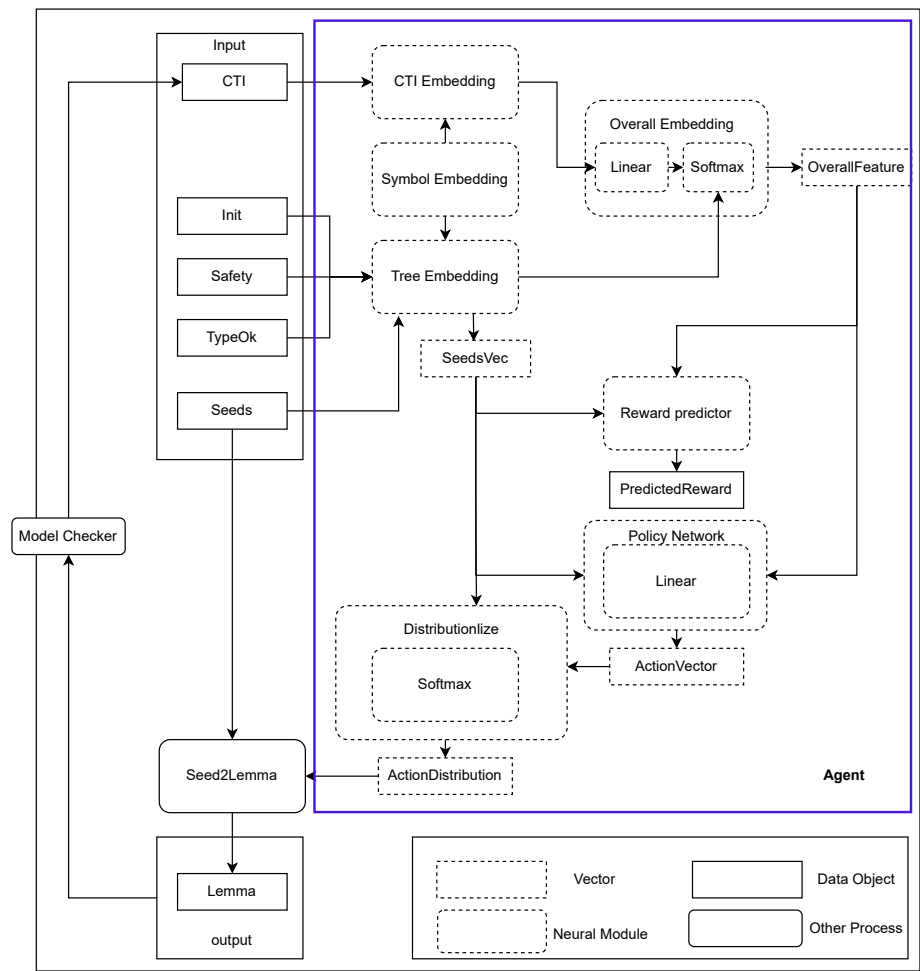 Input
CTI
CTI Embedding
Overall Embedding
Linear
Softmax
OverallFeature
Symbol Embedding
Init
Safety
Tree Embedding
TypeOk
SeedsVec
Seeds
Reward predictor
PredictedReward
Model Checker
Policy Network
Linear
Distributionlize
ActionVector
Softmax
Seed2Lemma
ActionDistribution
Agent
Lemma
output
Vector
Data Object
Neural Module
Other Process